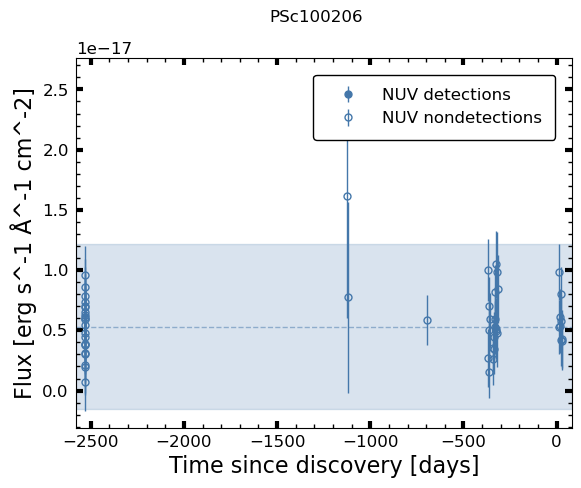 PSc100206
1e−17
2.5
2.0
1.5
1.0
0.5
0.0
Flux [erg s^-1 Å^-1 cm^-2]
NUV detections
NUV nondetections
−2500 −2000 −1500 −1000 −500 0
Time since discovery [days]